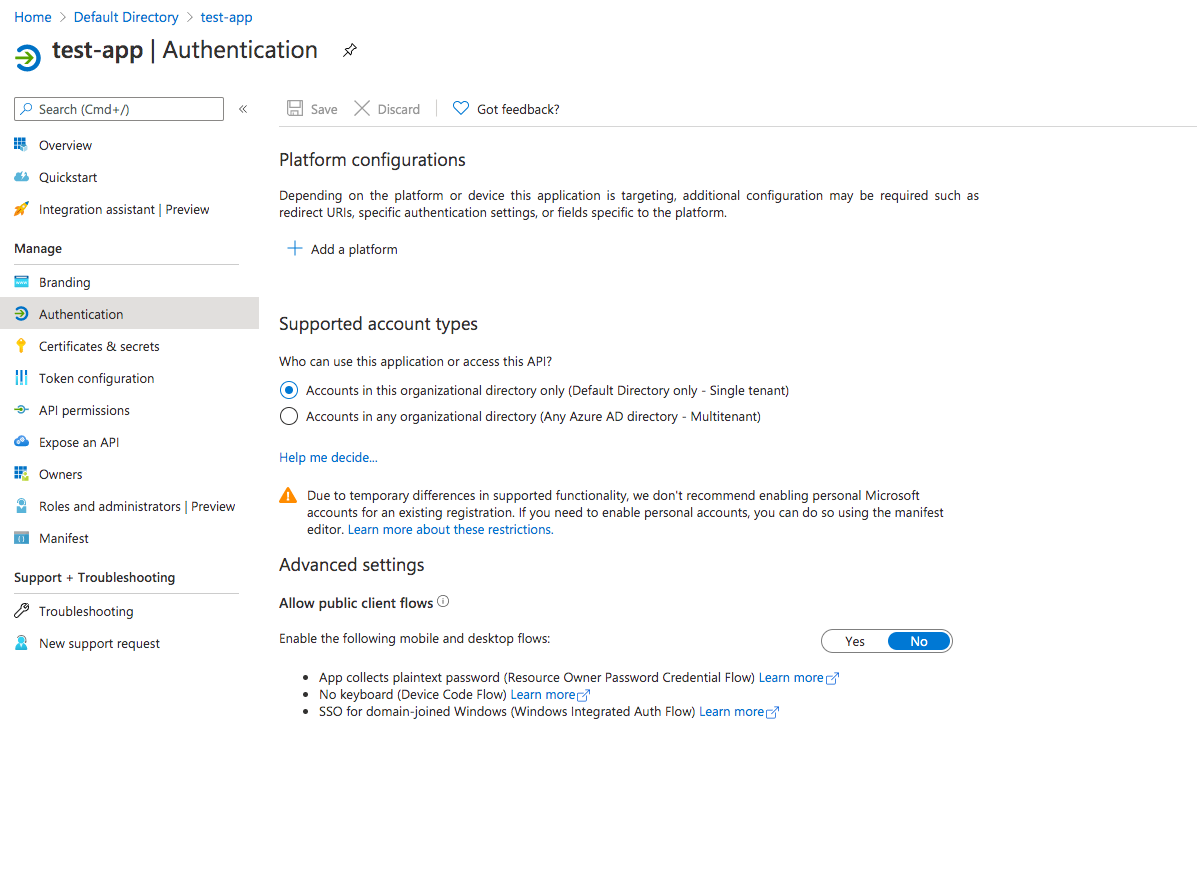 Home > Default Directory > test-app
test-app | Authentication
Search (Cmd+/)
«
Overview
Quickstart
Integration assistant | Preview
Manage
Branding
Authentication
Certificates & secrets
Token configuration
API permissions
Expose an API
Owners
Roles and administrators | Preview
Manifest
Support + Troubleshooting
Troubleshooting
New support request
Save
Discard
Got feedback?
Platform configurations
Depending on the platform or device this application is targeting, additional configuration may be required such as
redirect URIs, specific authentication settings, or fields specific to the platform.
Add a platform
Supported account types
Who can use this application or access this API?
Accounts in this organizational directory only (Default Directory only - Single tenant)
Accounts in any organizational directory (Any Azure AD directory - Multitenant)
Help me decide...
Due to temporary differences in supported functionality, we don't recommend enabling personal Microsoft
accounts for an existing registration. If you need to enable personal accounts, you can do so using the manifest
editor. Learn more about these restrictions.
Advanced settings
Allow public client flows
Enable the following mobile and desktop flows:
Yes
No
• App collects plaintext password (Resource Owner Password Credential Flow) Learn more
• No keyboard (Device Code Flow) Learn more
• SSO for domain-joined Windows (Windows Integrated Auth Flow) Learn more